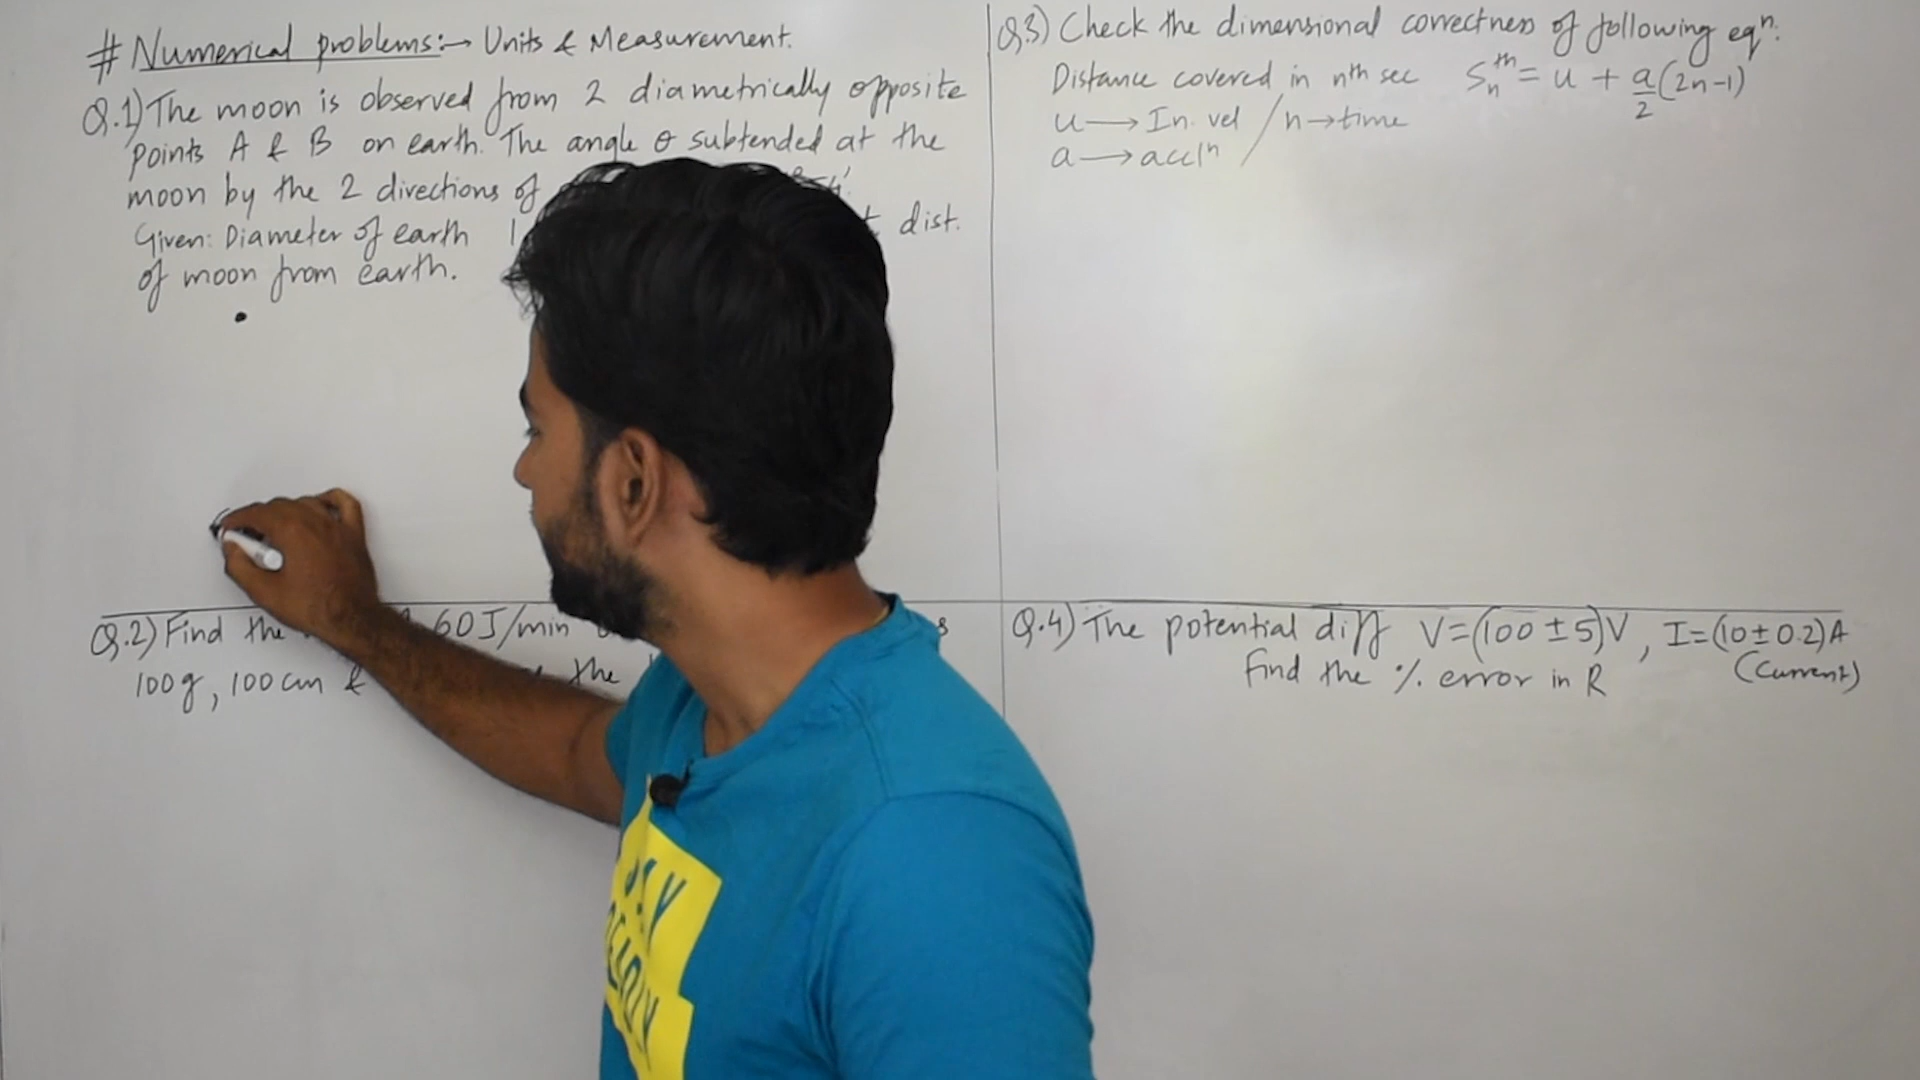 # Numerical problems:→ Units & Measurement.
Q.1) The moon is observed from 2 diametrically opposite
points A & B on earth. The angle θ subtended at the
moon by the 2 directions of
Given: Diameter of earth dist.
of moon from earth.
Q.2) Find the 60J/min
100g, 100cm & the
Q.3) Check the dimensional correctness of following eqⁿ.
Distance covered in nth sec Sₙᵗʰ = u + a/2 (2n-1)
u → In. vel / n → time
a → acclⁿ /
Q.4) The potential diff V=(100±5)V, I=(10±0.2)A
Find the % error in R (Current)